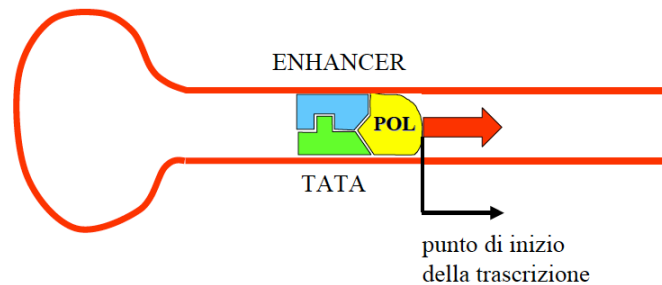 ENHANCER
POL
TATA
punto di inizio
della trascrizione